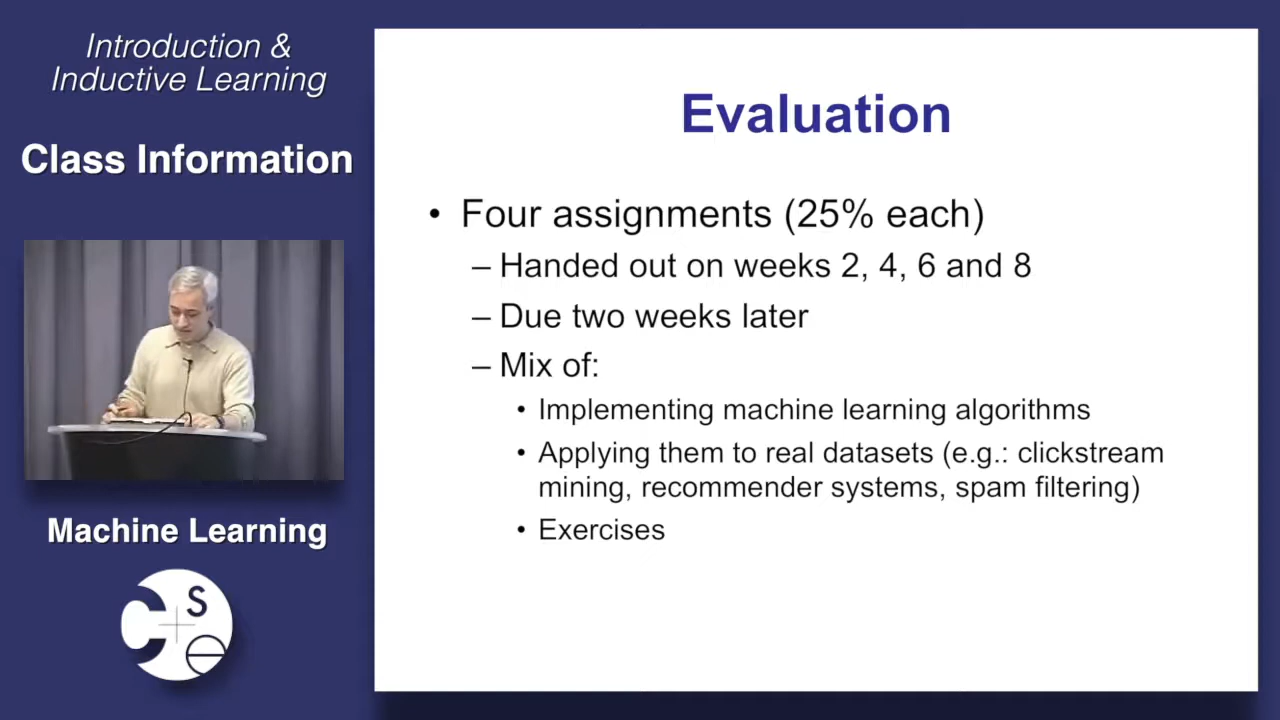 Introduction &
Inductive Learning
Class Information
Machine Learning
C S e
Evaluation
• Four assignments (25% each)
– Handed out on weeks 2, 4, 6 and 8
– Due two weeks later
– Mix of:
• Implementing machine learning algorithms
• Applying them to real datasets (e.g.: clickstream
mining, recommender systems, spam filtering)
• Exercises